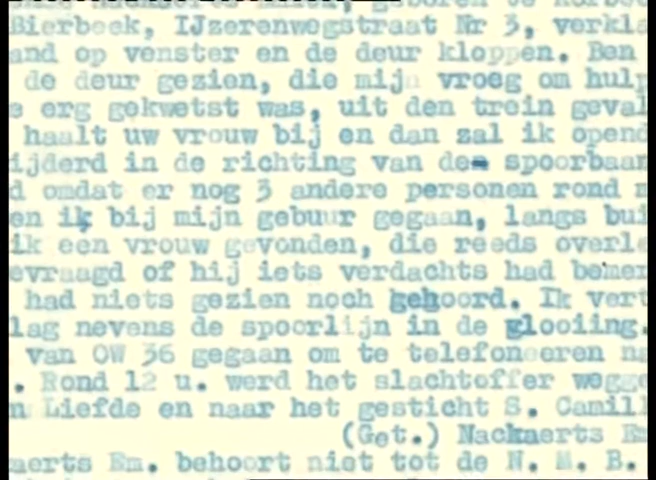 Bierbeek, IJzerenwegstraat Nr 3, verkla
and op venster en de deur kloppen. Ben
de deur gezien, die mij vroeg om hulp
e erg gekwetst was, uit den trein geval
haalt uw vrouw bij en dan zal ik opend
ijderd in de richting van de- spoorbaan
d omdat er nog 3 andere personen rond m
en ik bij mijn gebuur gegaan, langs bui
ik een vrouw gevonden, die reeds overle
evraagd of hij iets verdachts had bemer
had niets gezien noch gehoord. Ik vert
lag nevens de spoorlijn in de glooiing.
van OW 36 gegaan om te telefoneeren na
. Rond 12 u. werd het slachtoffer wegge
n Liefde en naar het gesticht S. Camill
(Get.) Nackaerts Em
aerts Em. behoort niet tot de N. M. B.